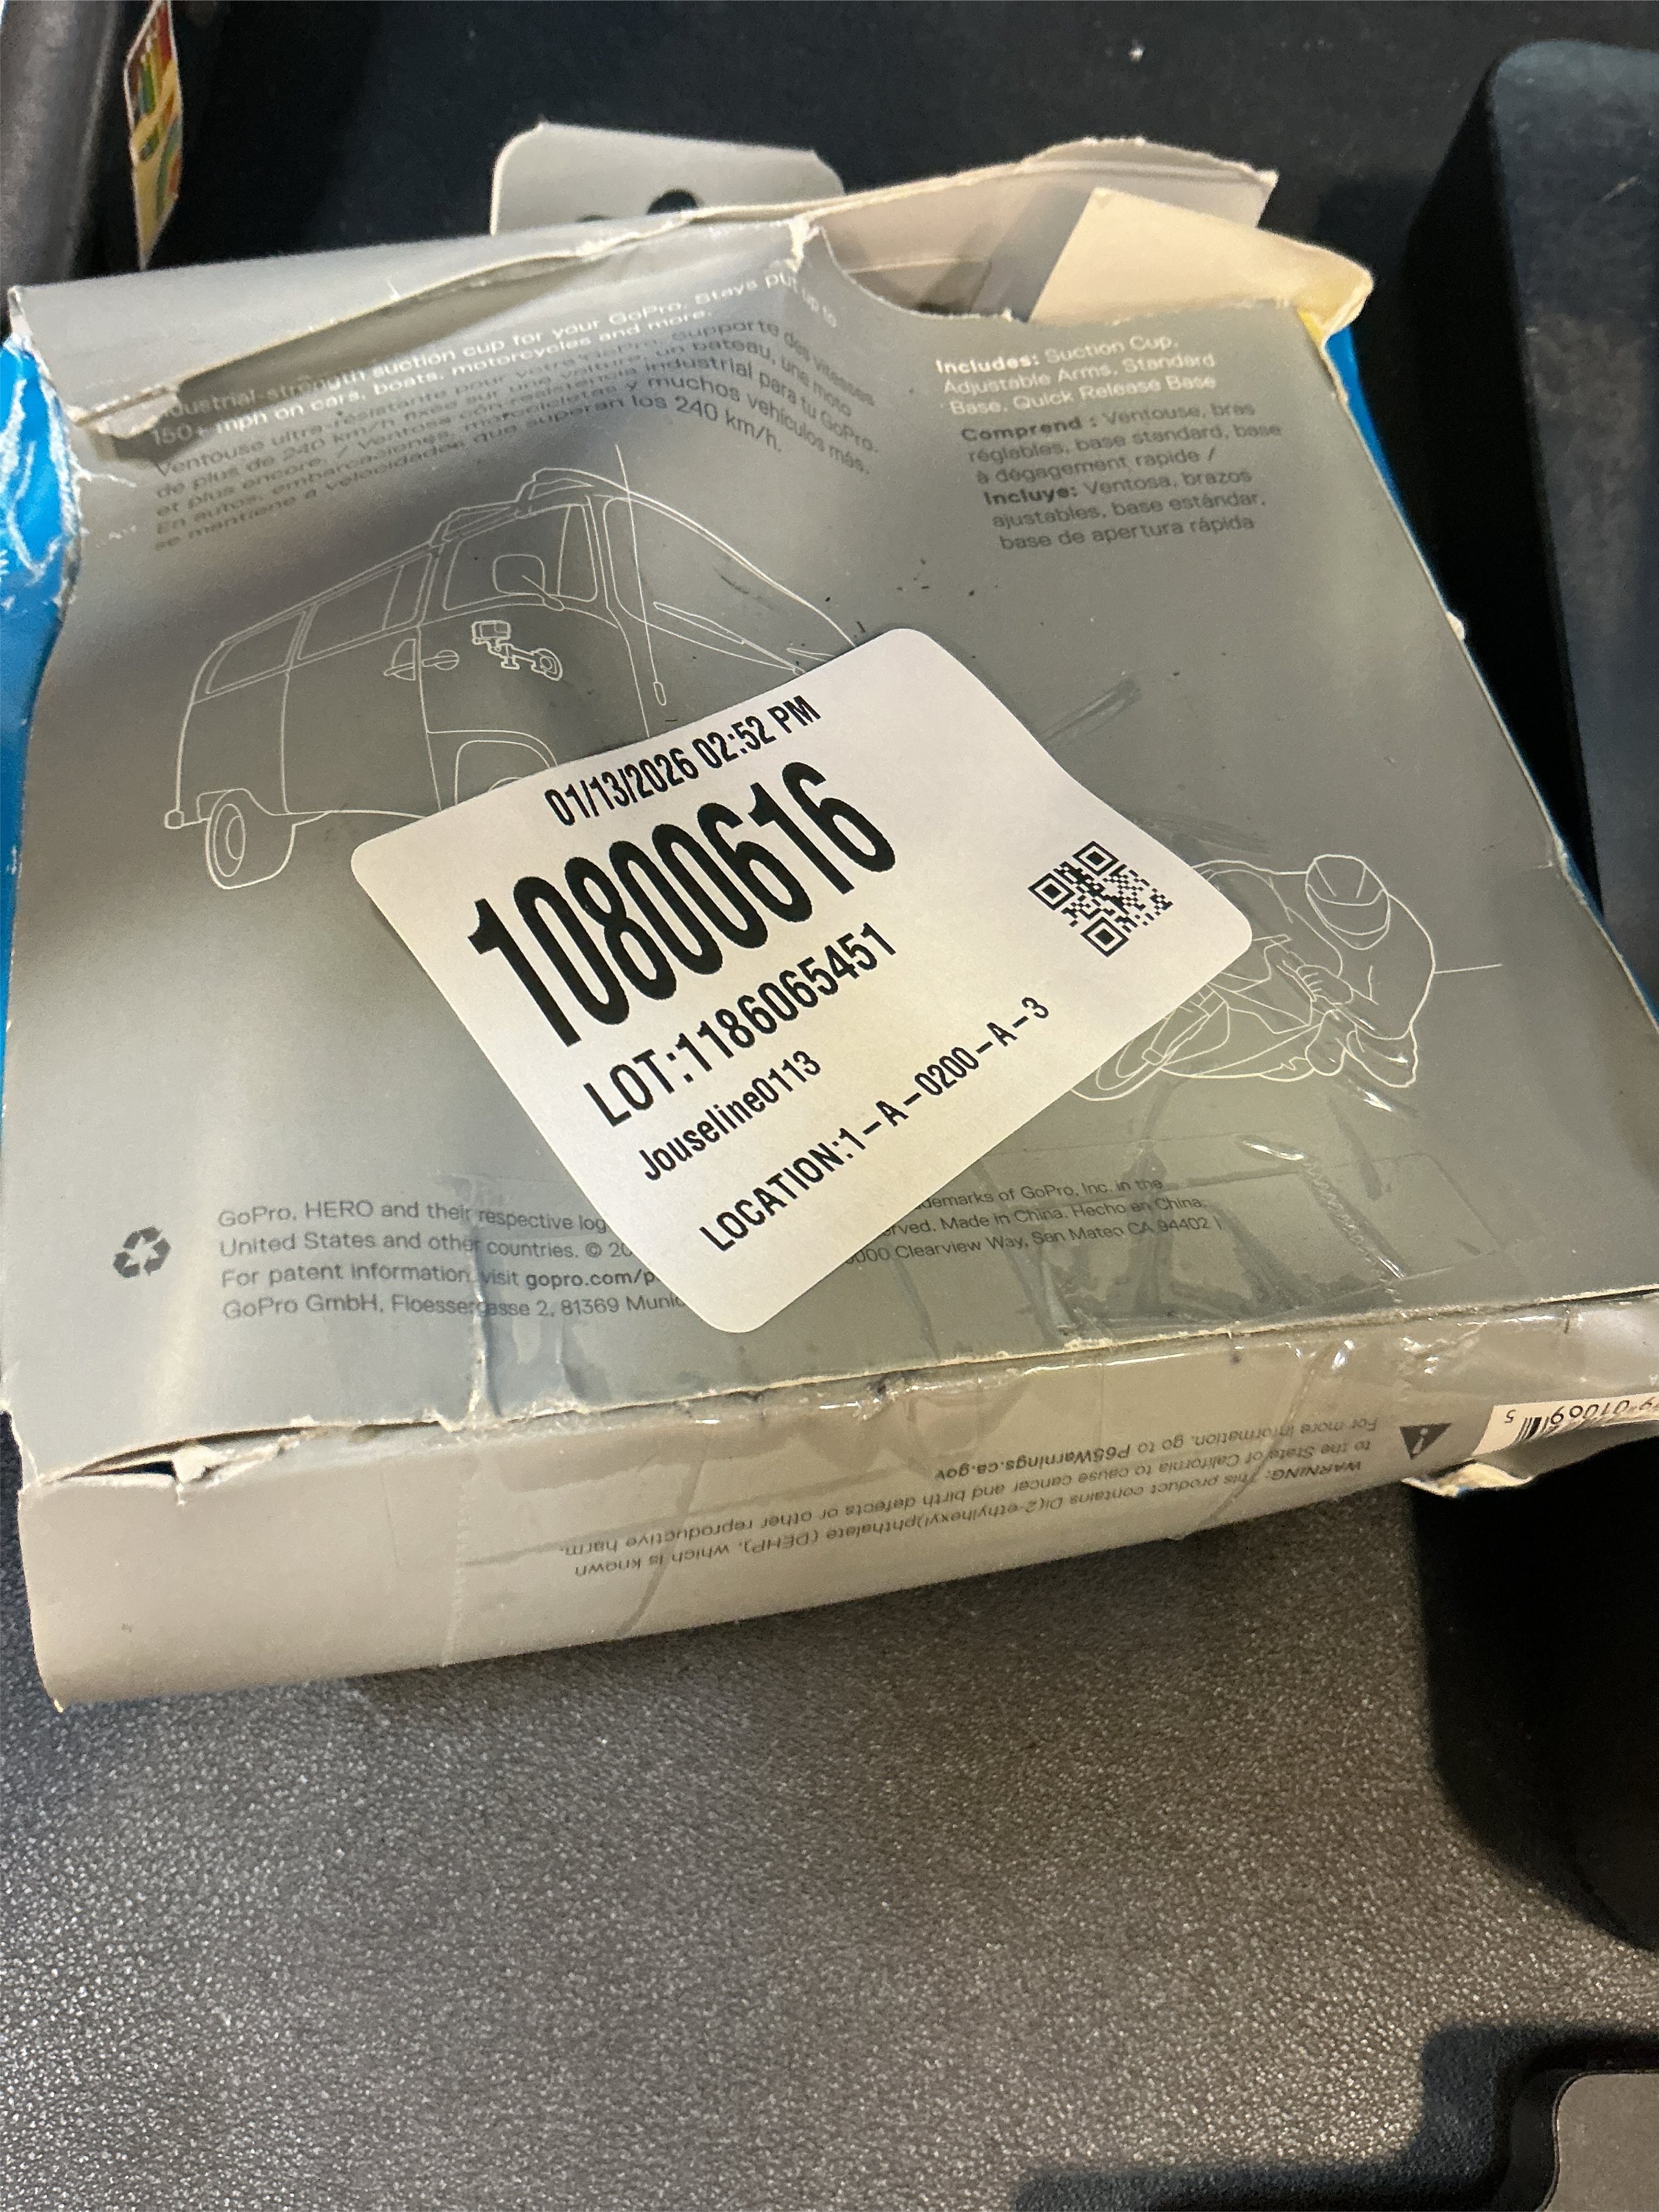 industrial-strength suction cup for your GoPro. Stays put up to
150+ mph on cars, boats, motorcycles and more.
Ventouse ultra-résistante pour votre GoPro. Supporte des vitesses
de plus de 240 km/h, fixée sur une voiture, un bateau, une moto
et plus encore. / Ventosa con resistencia industrial para tu GoPro.
En autos, embarcaciones, motocicletas y muchos vehículos más,
se mantiene a velocidades que superan los 240 km/h.
Includes: Suction Cup,
Adjustable Arms, Standard
Base, Quick Release Base
Comprend : Ventouse, bras
réglables, base standard, base
à dégagement rapide /
Incluye: Ventosa, brazos
ajustables, base estándar,
base de apertura rápida
01/13/2026 02:52 PM
10800616
LOT:1186065451
Jouseline0113
LOCATION:1-A-0200-A-3
GoPro, HERO and their respective log demarks of GoPro, Inc. in the
United States and other countries. © 20 rved. Made in China. Hecho en China.
For patent information, visit gopro.com/p 000 Clearview Way, San Mateo CA 94402 |
GoPro GmbH, Floessergasse 2, 81369 Munic
WARNING: This product contains Di(2-ethylhexyl)phthalate (DEHP), which is known
to the State of California to cause cancer and birth defects or other reproductive harm.
For more information, go to P65Warnings.ca.gov
01069 5